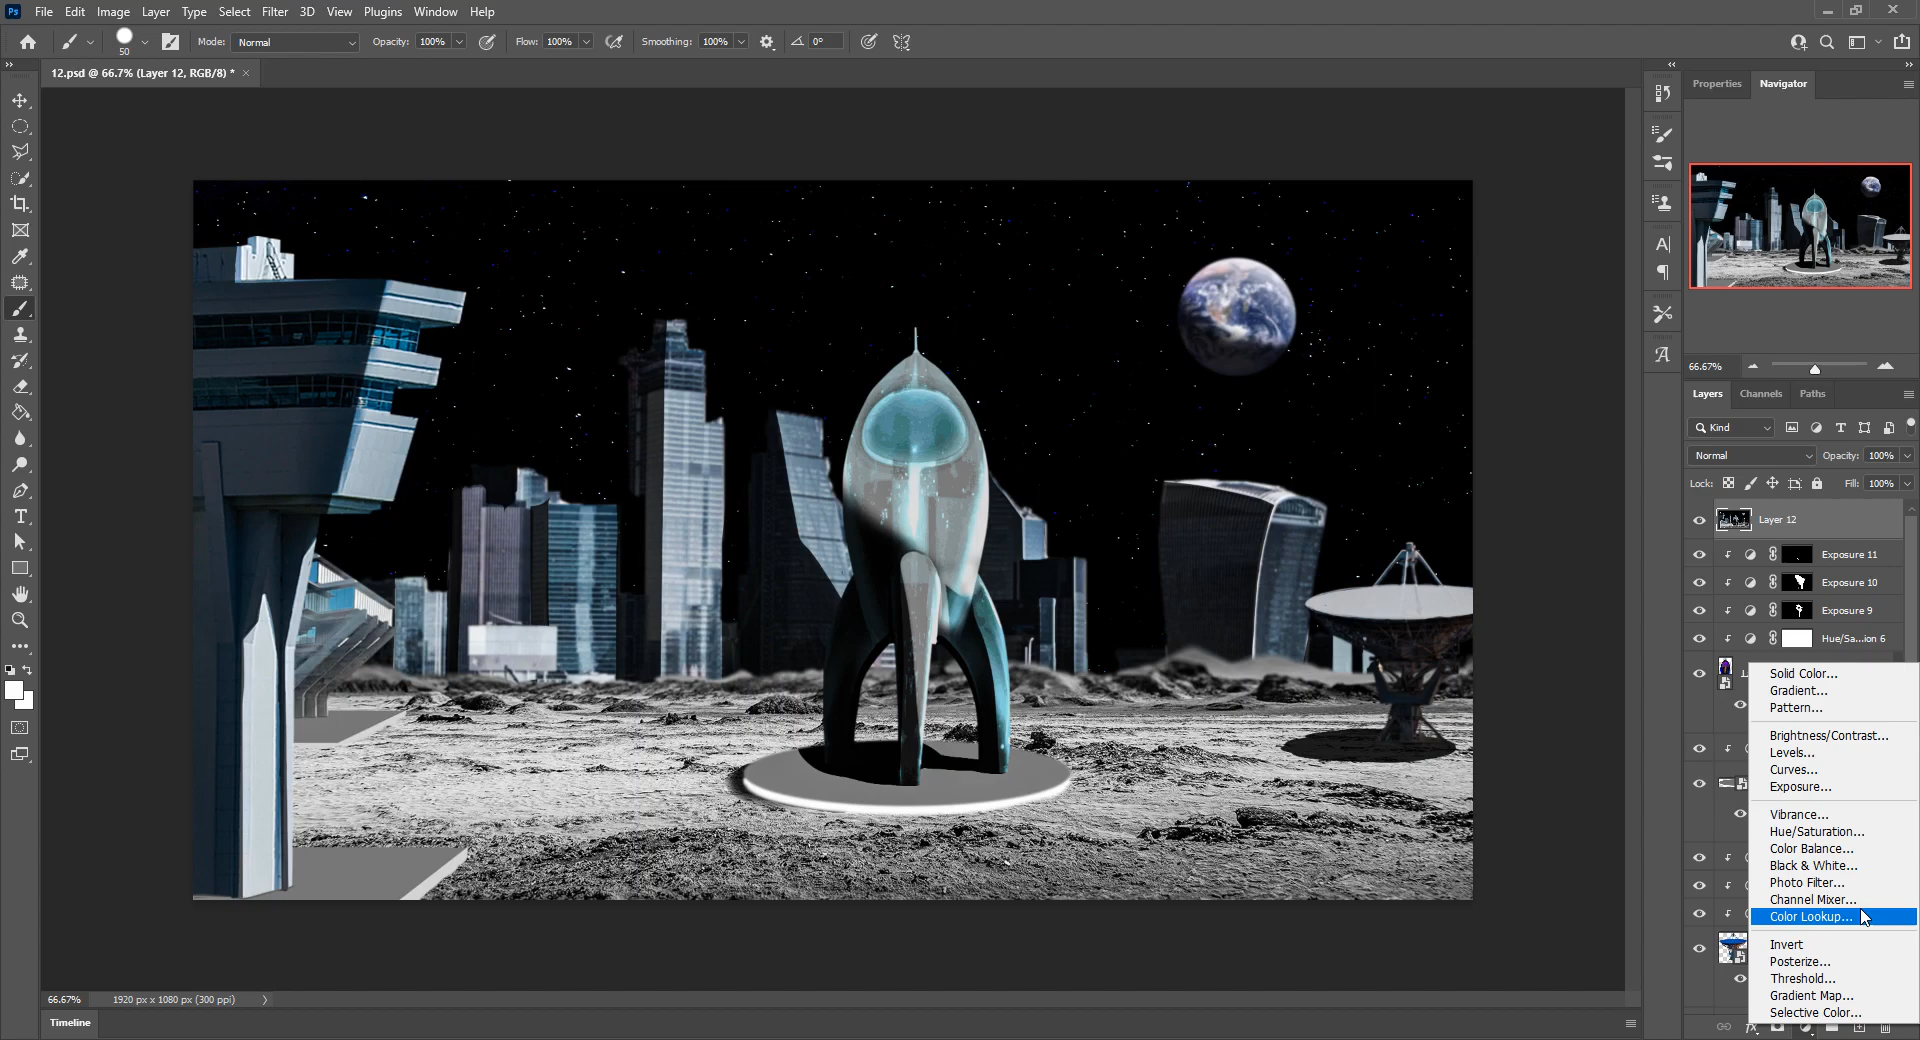 Ps File Edit Image Layer Type Select Filter 3D View Plugins Window Help
50 Mode: Normal Opacity: 100% Flow: 100% Smoothing: 100% 0°
12.psd @ 66.7% (Layer 12, RGB/8) *
Properties Navigator
66.67%
Layers Channels Paths
Kind
Normal Opacity: 100%
Lock: Fill: 100%
Layer 12
Exposure 11
Exposure 10
Exposure 9
Hue/Sa...ion 6
Solid Color...
Gradient...
Pattern...
Brightness/Contrast...
Levels...
Curves...
Exposure...
Vibrance...
Hue/Saturation...
Color Balance...
Black & White...
Photo Filter...
Channel Mixer...
Color Lookup...
Invert
Posterize...
Threshold...
Gradient Map...
Selective Color...
66.67% 1920 px x 1080 px (300 ppi)
Timeline